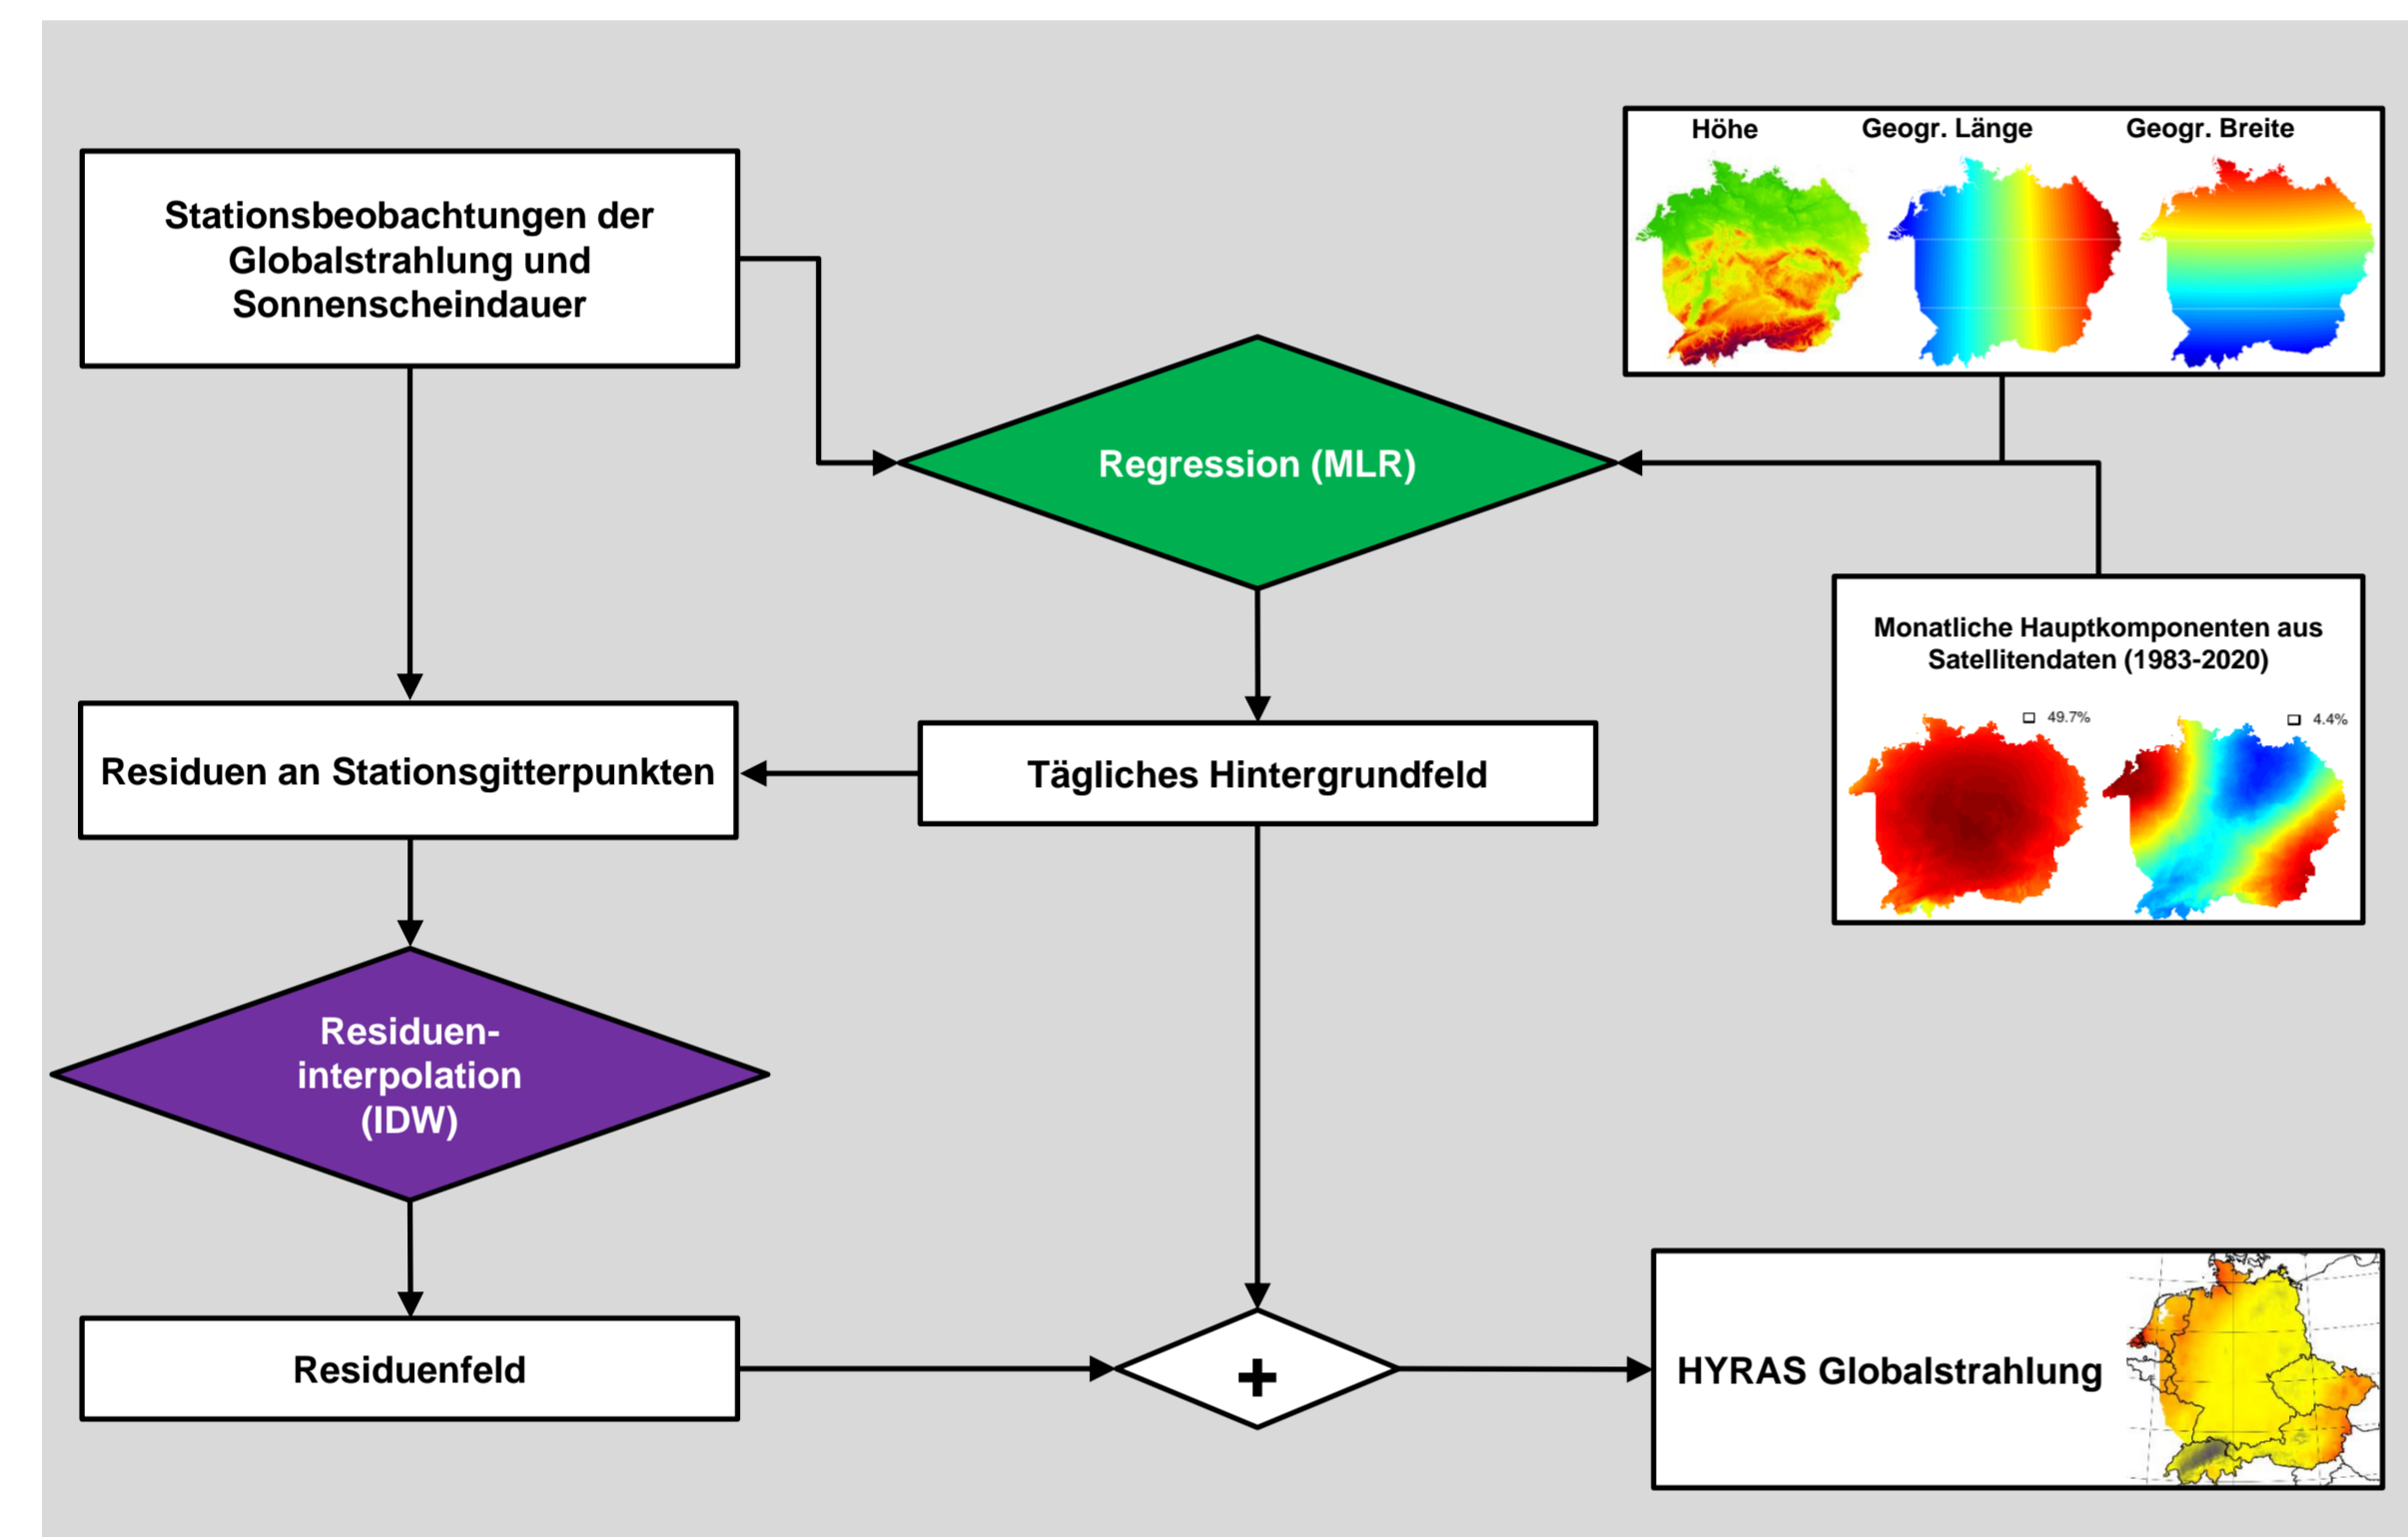 Höhe
Geogr. Länge
Geogr. Breite
Stationsbeobachtungen der
Globalstrahlung und
Sonnenscheindauer
Regression (MLR)
Monatliche Hauptkomponenten aus
Satellitendaten (1983-2020)
49.7%
4.4%
Residuen an Stationsgitterpunkten
Tägliches Hintergrundfeld
Residuen-
interpolation
(IDW)
Residuenfeld
+
HYRAS Globalstrahlung